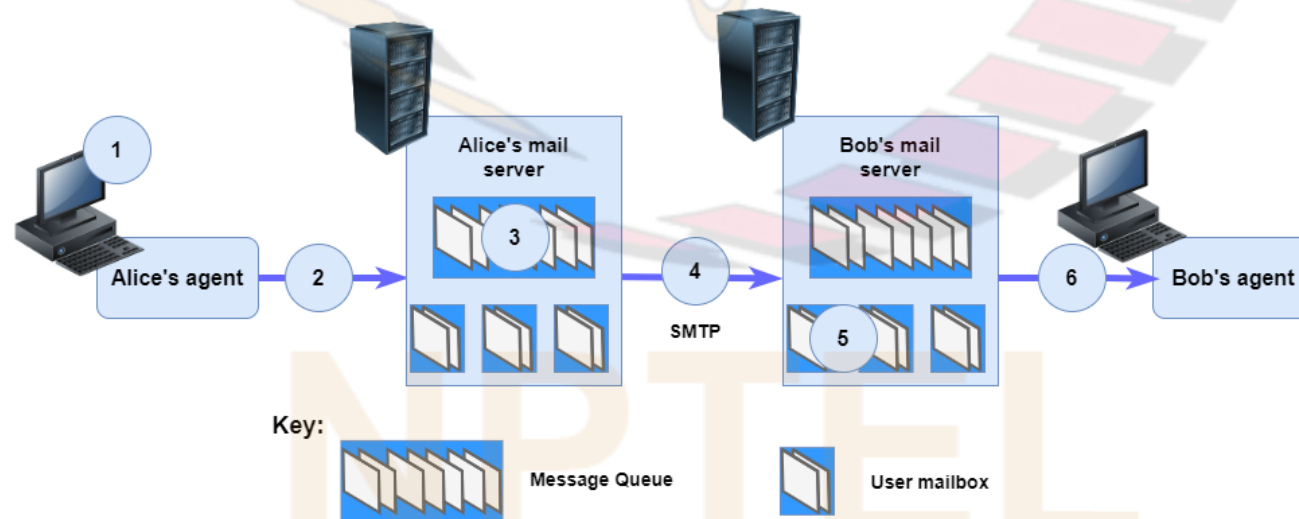 1
Alice's mail
server
Bob's mail
server
3
Alice's agent
2
4
6
Bob's agent
SMTP
5
Key:
Message Queue
User mailbox
NPTEL